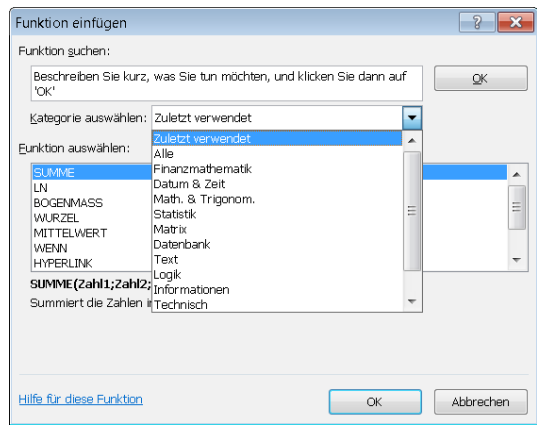 Funktion einfügen
Funktion suchen:
Beschreiben Sie kurz, was Sie tun möchten, und klicken Sie dann auf
'OK'
OK
Kategorie auswählen: Zuletzt verwendet
Zuletzt verwendet
Alle
Finanzmathematik
Datum & Zeit
Math. & Trigonom.
Statistik
Matrix
Datenbank
Text
Logik
Informationen
Technisch
Funktion auswählen:
SUMME
LN
BOGENMASS
WURZEL
MITTELWERT
WENN
HYPERLINK
SUMME(Zahl1;Zahl2;
Summiert die Zahlen i
Hilfe für diese Funktion
OK
Abbrechen